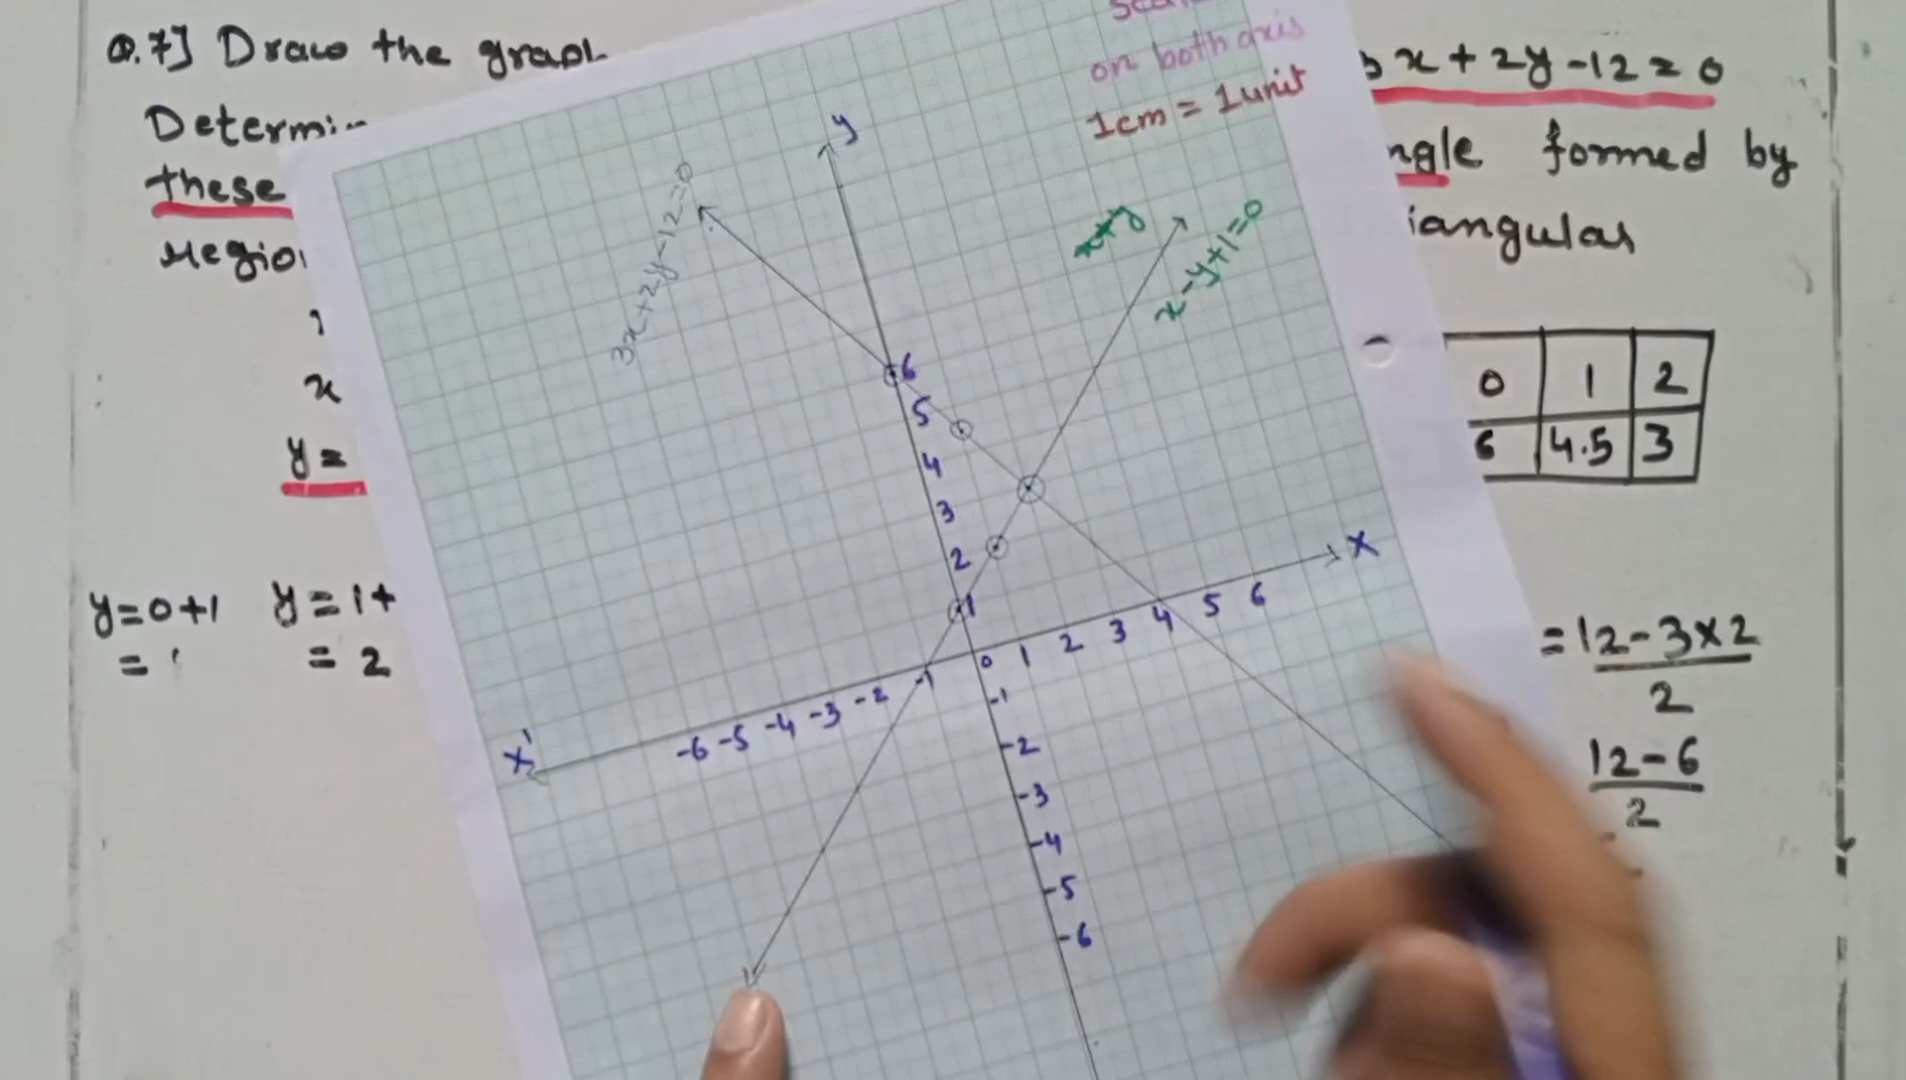 Q.7] Draw the graph
x + 2y - 12 = 0
Determin
these
ngle formed by
regio
iangular
x
y =
0 1 2
6 4.5 3
y = 0 + 1
=
y = 1 +
= 2
= 12 - 3 x 2
2
12 - 6
2
on both axis
1cm = 1unit
y
3x + 2y - 12 = 0
x+y
x - y + 1 = 0
6
5
4
3
2
1
X
X'
-6 -5 -4 -3 -2 -1 0 1 2 3 4 5 6
-1
-2
-3
-4
-5
-6